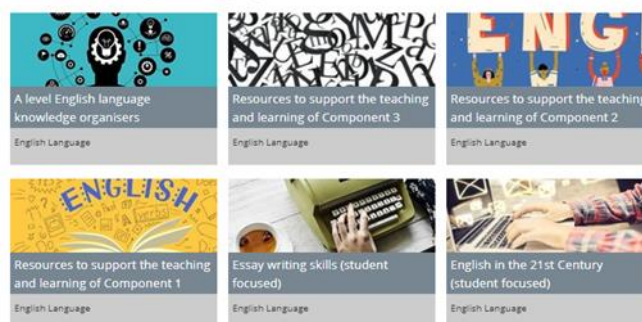 ENG
A level English language
knowledge organisers
English Language
Resources to support the teaching
and learning of Component 3
English Language
Resources to support the teaching
and learning of Component 2
English Language
ENGLISH
Resources to support the teaching
and learning of Component 1
English Language
Essay writing skills (student
focused)
English Language
English in the 21st Century
(student focused)
English Language